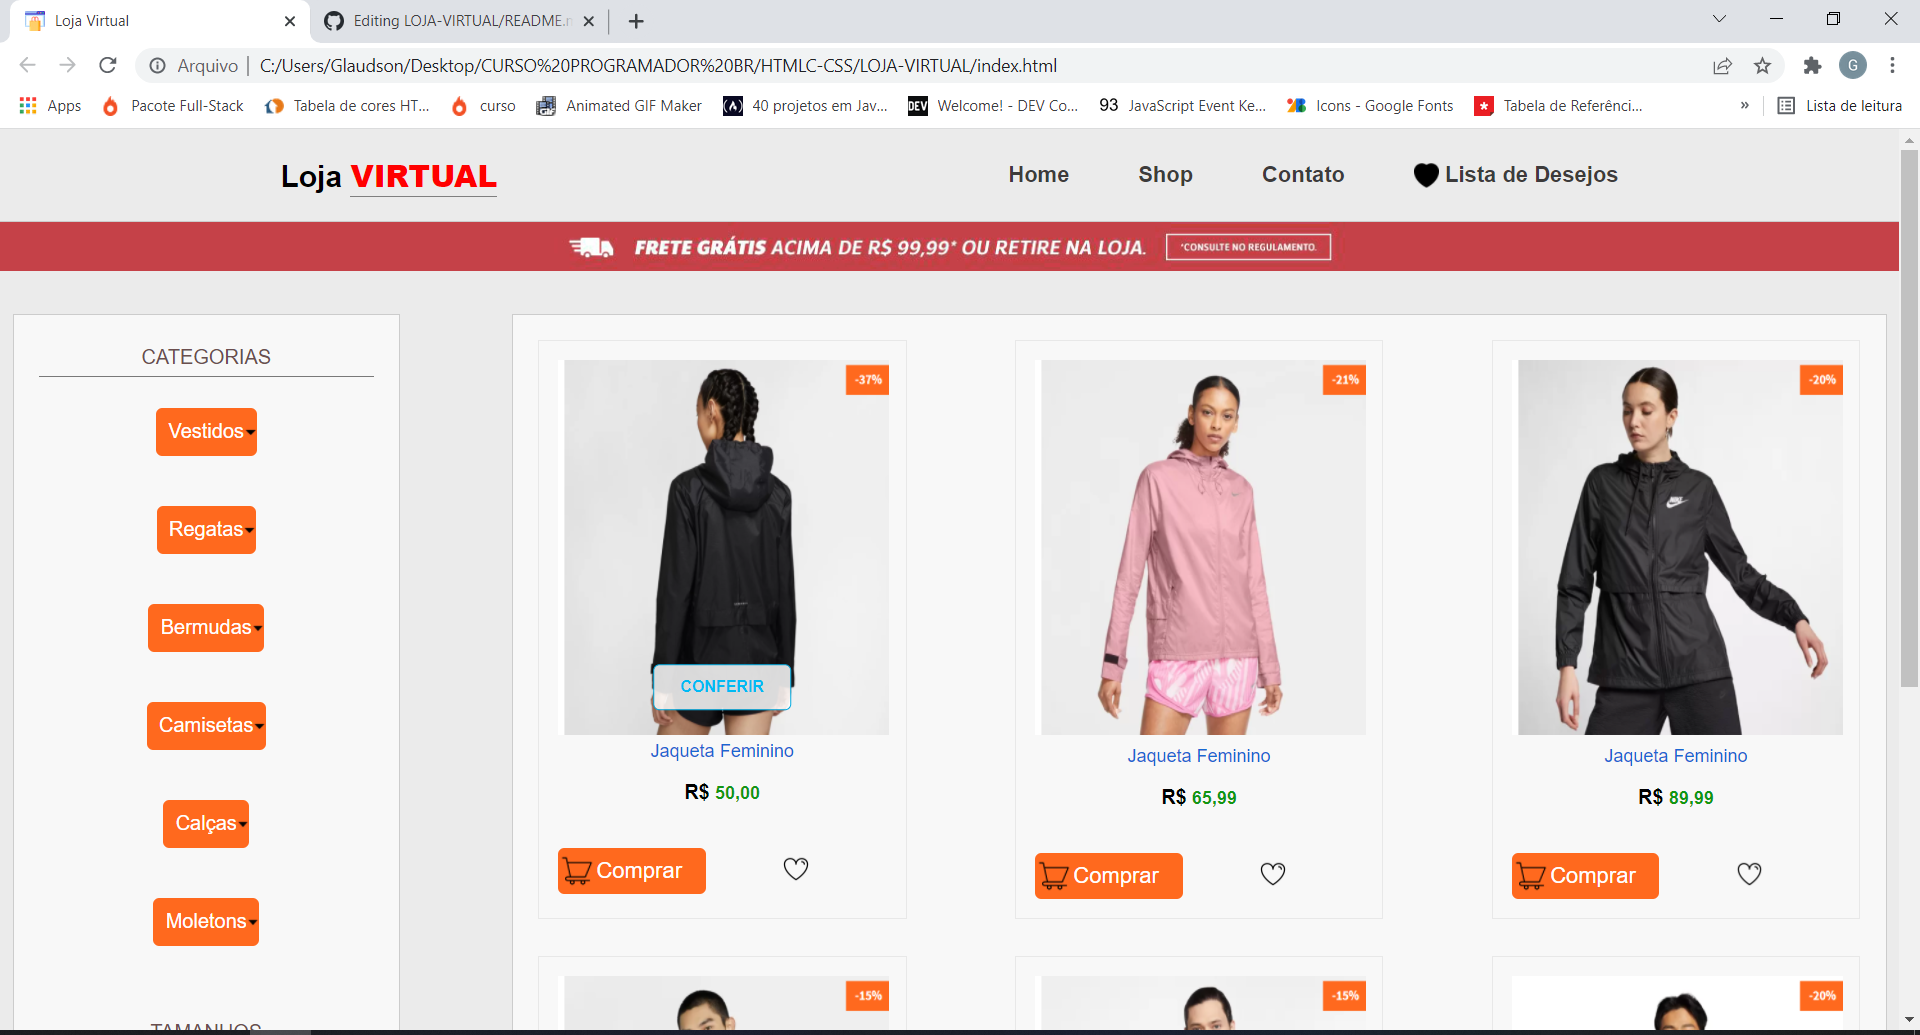 Loja Virtual
Editing LOJA-VIRTUAL/README.m
Arquivo C:/Users/Glaudson/Desktop/CURSO%20PROGRAMADOR%20BR/HTMLC-CSS/LOJA-VIRTUAL/index.html
G
Apps Pacote Full-Stack Tabela de cores HT... curso Animated GIF Maker 40 projetos em Jav... DEV Welcome! - DEV Co... 93 JavaScript Event Ke... Icons - Google Fonts Tabela de Referênci... » Lista de leitura
Loja VIRTUAL Home Shop Contato Lista de Desejos
FRETE GRÁTIS ACIMA DE R$ 99,99* OU RETIRE NA LOJA. *CONSULTE NO REGULAMENTO.
CATEGORIAS
Vestidos
Regatas
Bermudas
Camisetas
Calças
Moletons
TAMANHOS
-37%
CONFERIR
Jaqueta Feminino
R$ 50,00
Comprar
-21%
Jaqueta Feminino
R$ 65,99
Comprar
-20%
NIKE
Jaqueta Feminino
R$ 89,99
Comprar
-15%
-15%
-20%